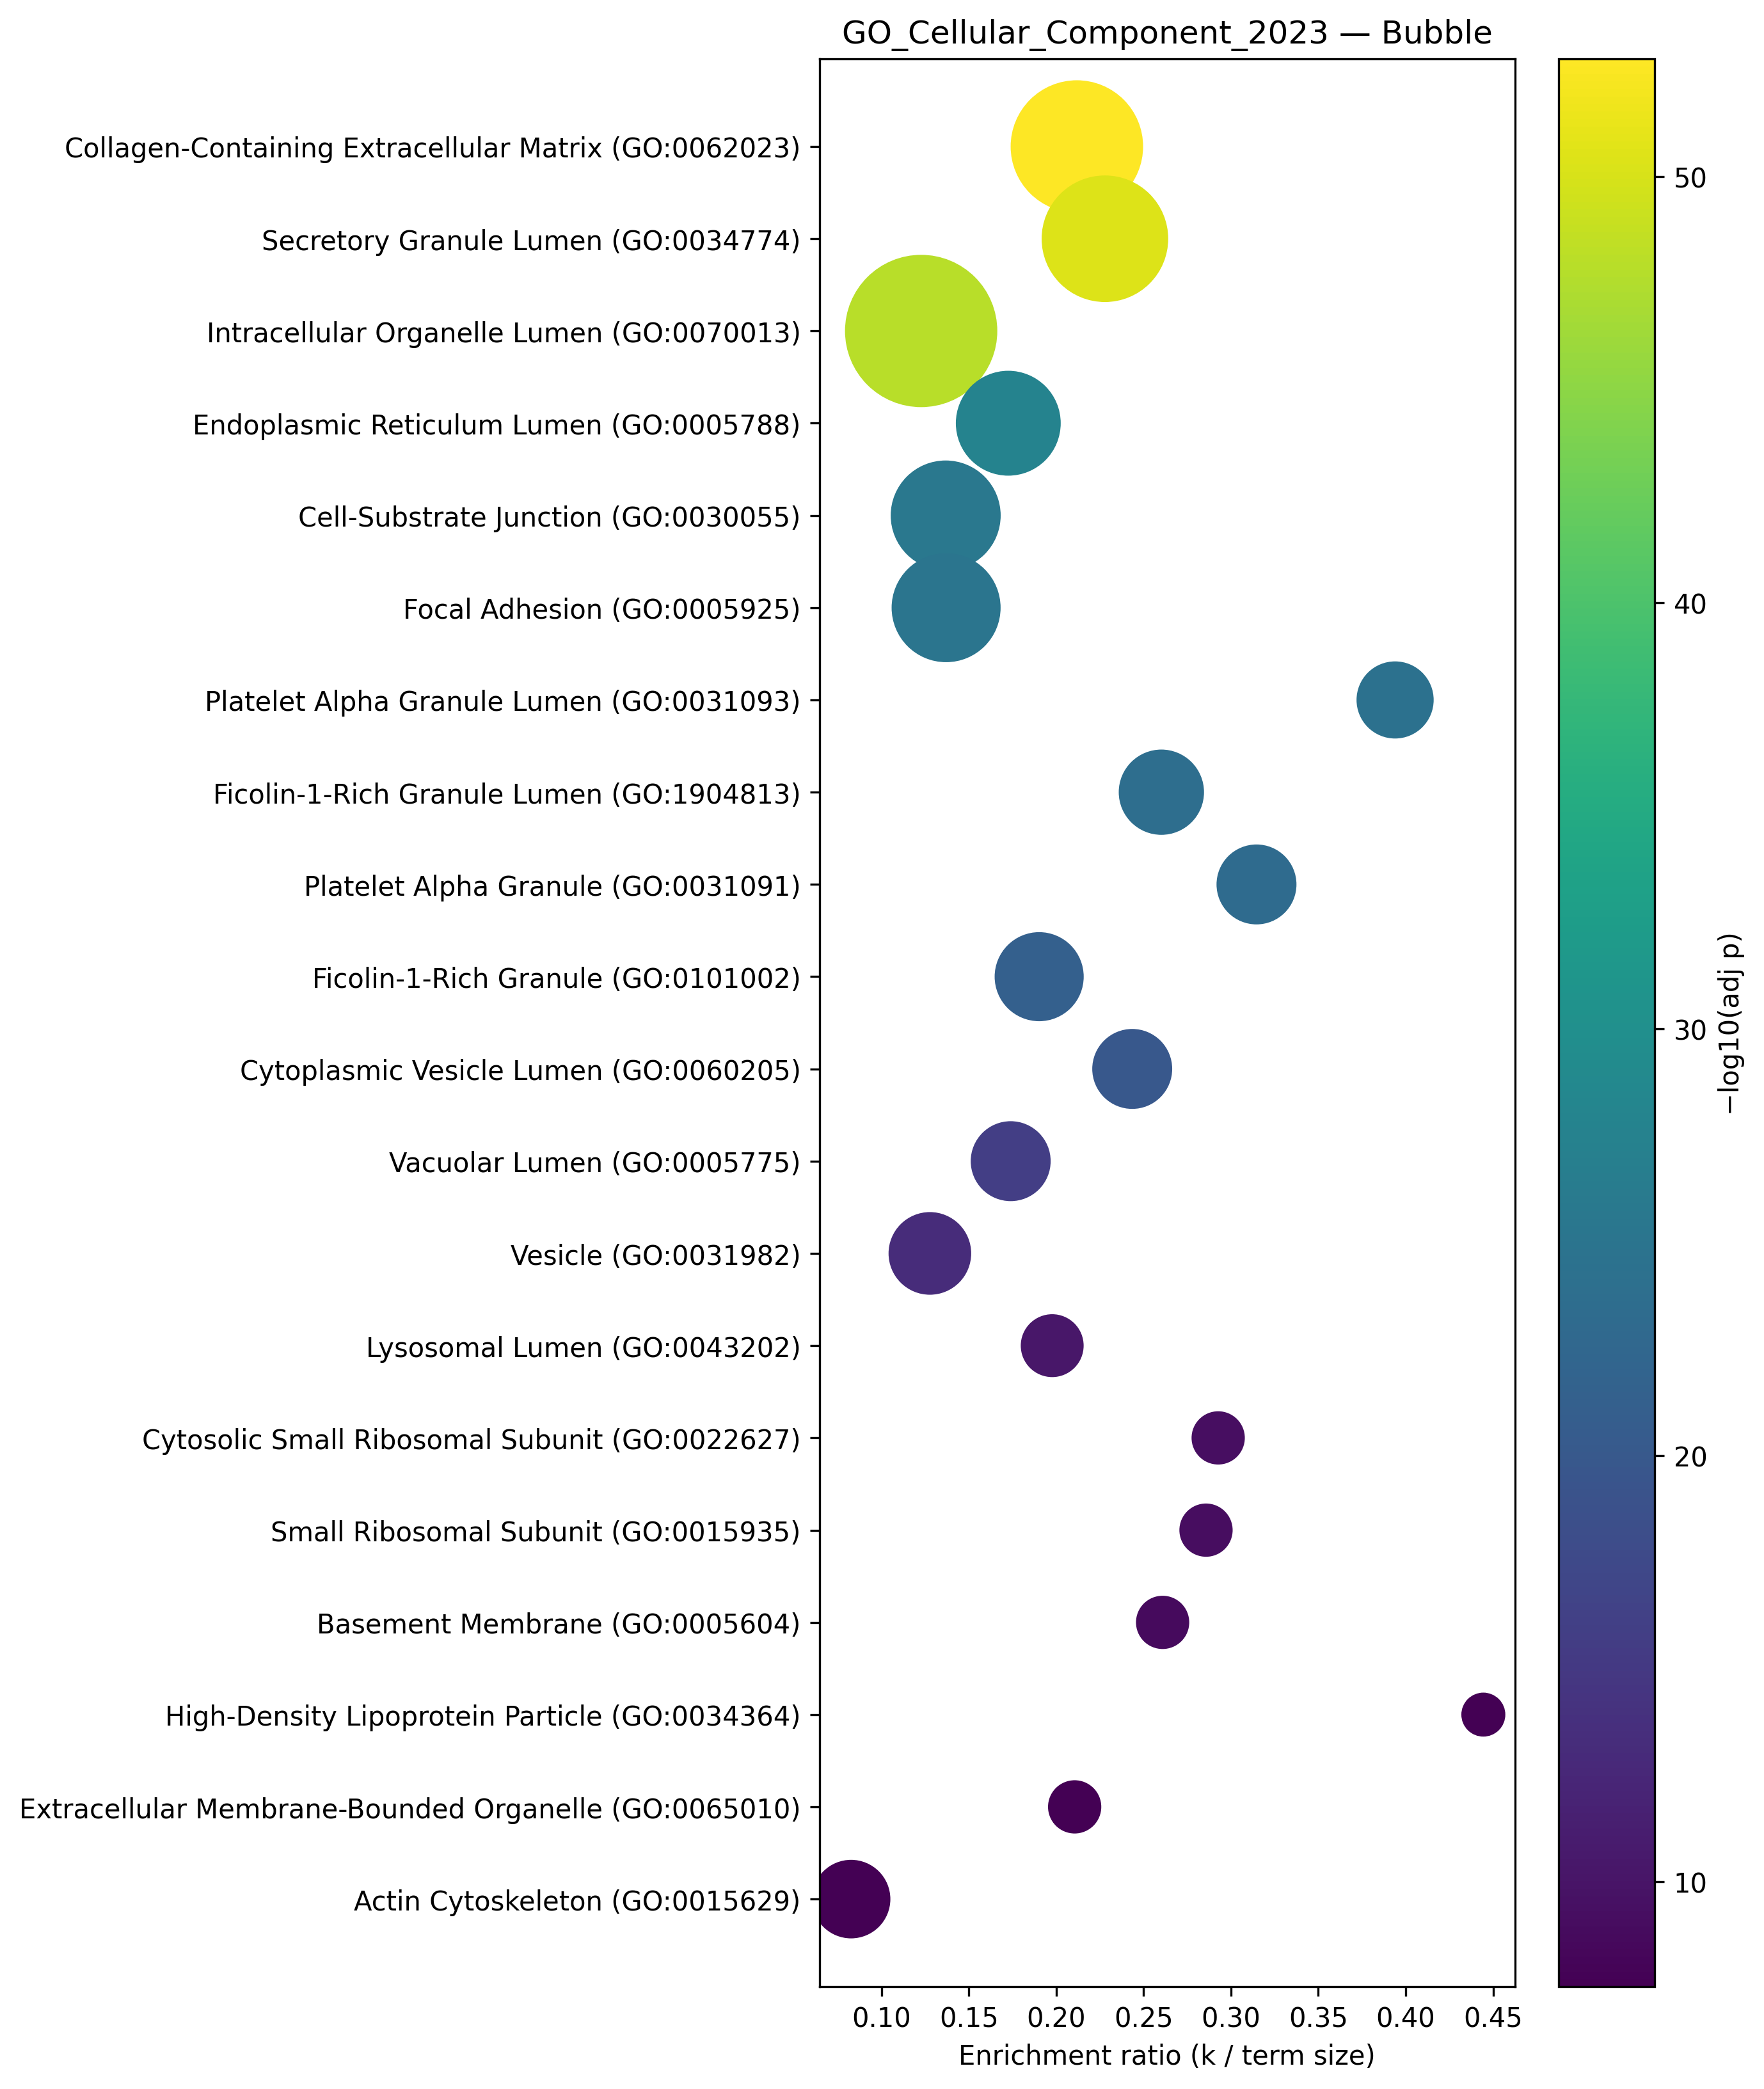 GO_Cellular_Component_2023 — Bubble
Collagen-Containing Extracellular Matrix (GO:0062023)
Secretory Granule Lumen (GO:0034774)
Intracellular Organelle Lumen (GO:0070013)
Endoplasmic Reticulum Lumen (GO:0005788)
Cell-Substrate Junction (GO:0030055)
Focal Adhesion (GO:0005925)
Platelet Alpha Granule Lumen (GO:0031093)
Ficolin-1-Rich Granule Lumen (GO:1904813)
Platelet Alpha Granule (GO:0031091)
Ficolin-1-Rich Granule (GO:0101002)
Cytoplasmic Vesicle Lumen (GO:0060205)
Vacuolar Lumen (GO:0005775)
Vesicle (GO:0031982)
Lysosomal Lumen (GO:0043202)
Cytosolic Small Ribosomal Subunit (GO:0022627)
Small Ribosomal Subunit (GO:0015935)
Basement Membrane (GO:0005604)
High-Density Lipoprotein Particle (GO:0034364)
Extracellular Membrane-Bounded Organelle (GO:0065010)
Actin Cytoskeleton (GO:0015629)
0.10 0.15 0.20 0.25 0.30 0.35 0.40 0.45
Enrichment ratio (k / term size)
50
40
30
20
10
−log10(adj p)